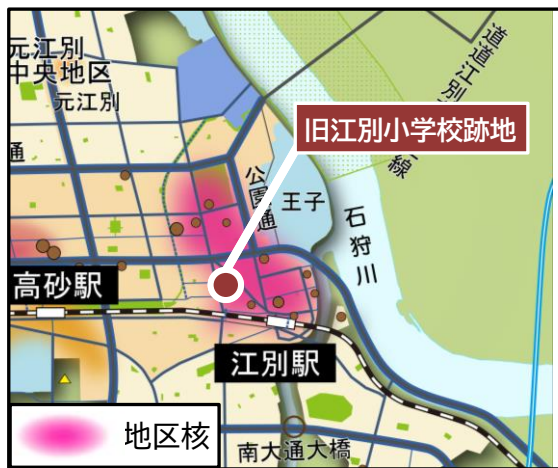 元江別
中央地区
元江別
通
道道江別
線
旧江別小学校跡地
公園通
王子
石狩川
高砂駅
江別駅
地区核
南大通大橋